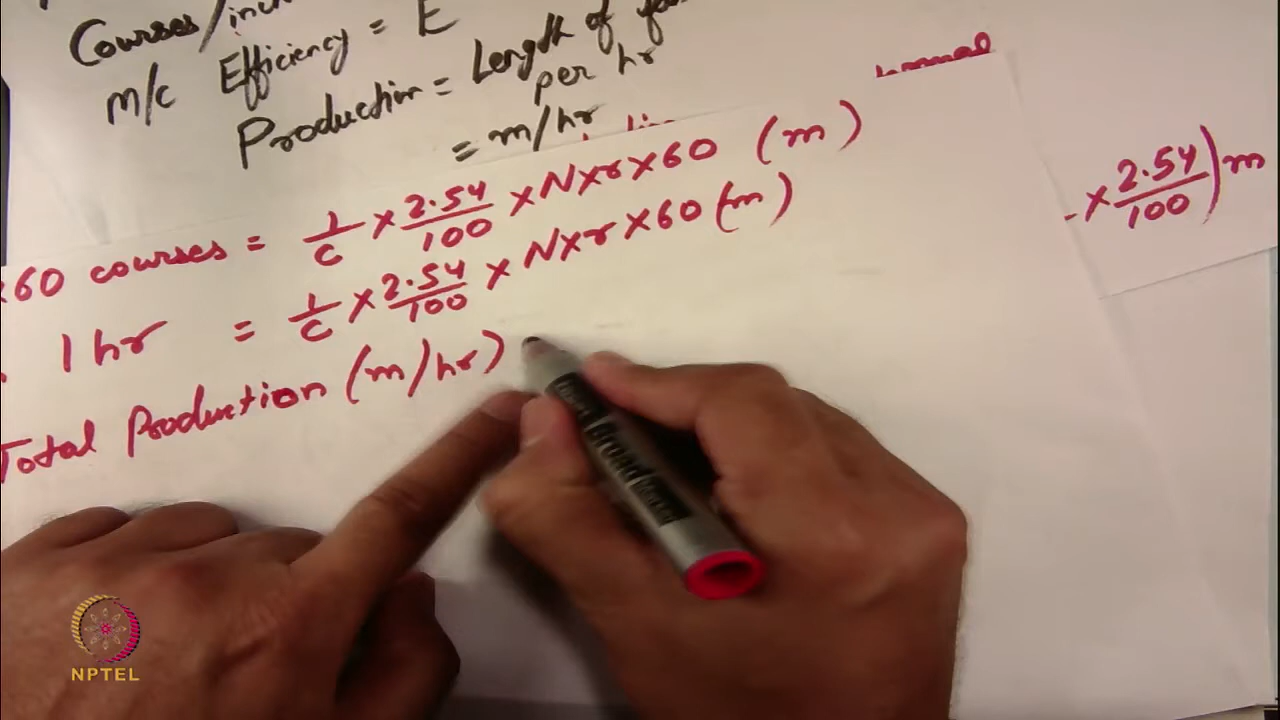 Courses/inch
m/c Efficiency = E
Production = Length of
per hr
= m/hr
x60 courses = 1/C × 2.54/100 × N×r×60 (m)
1 hr = 1/C × 2.54/100 × N×r×60 (m)
Total Production (m/hr)
× 2.54/100) m
NPTEL